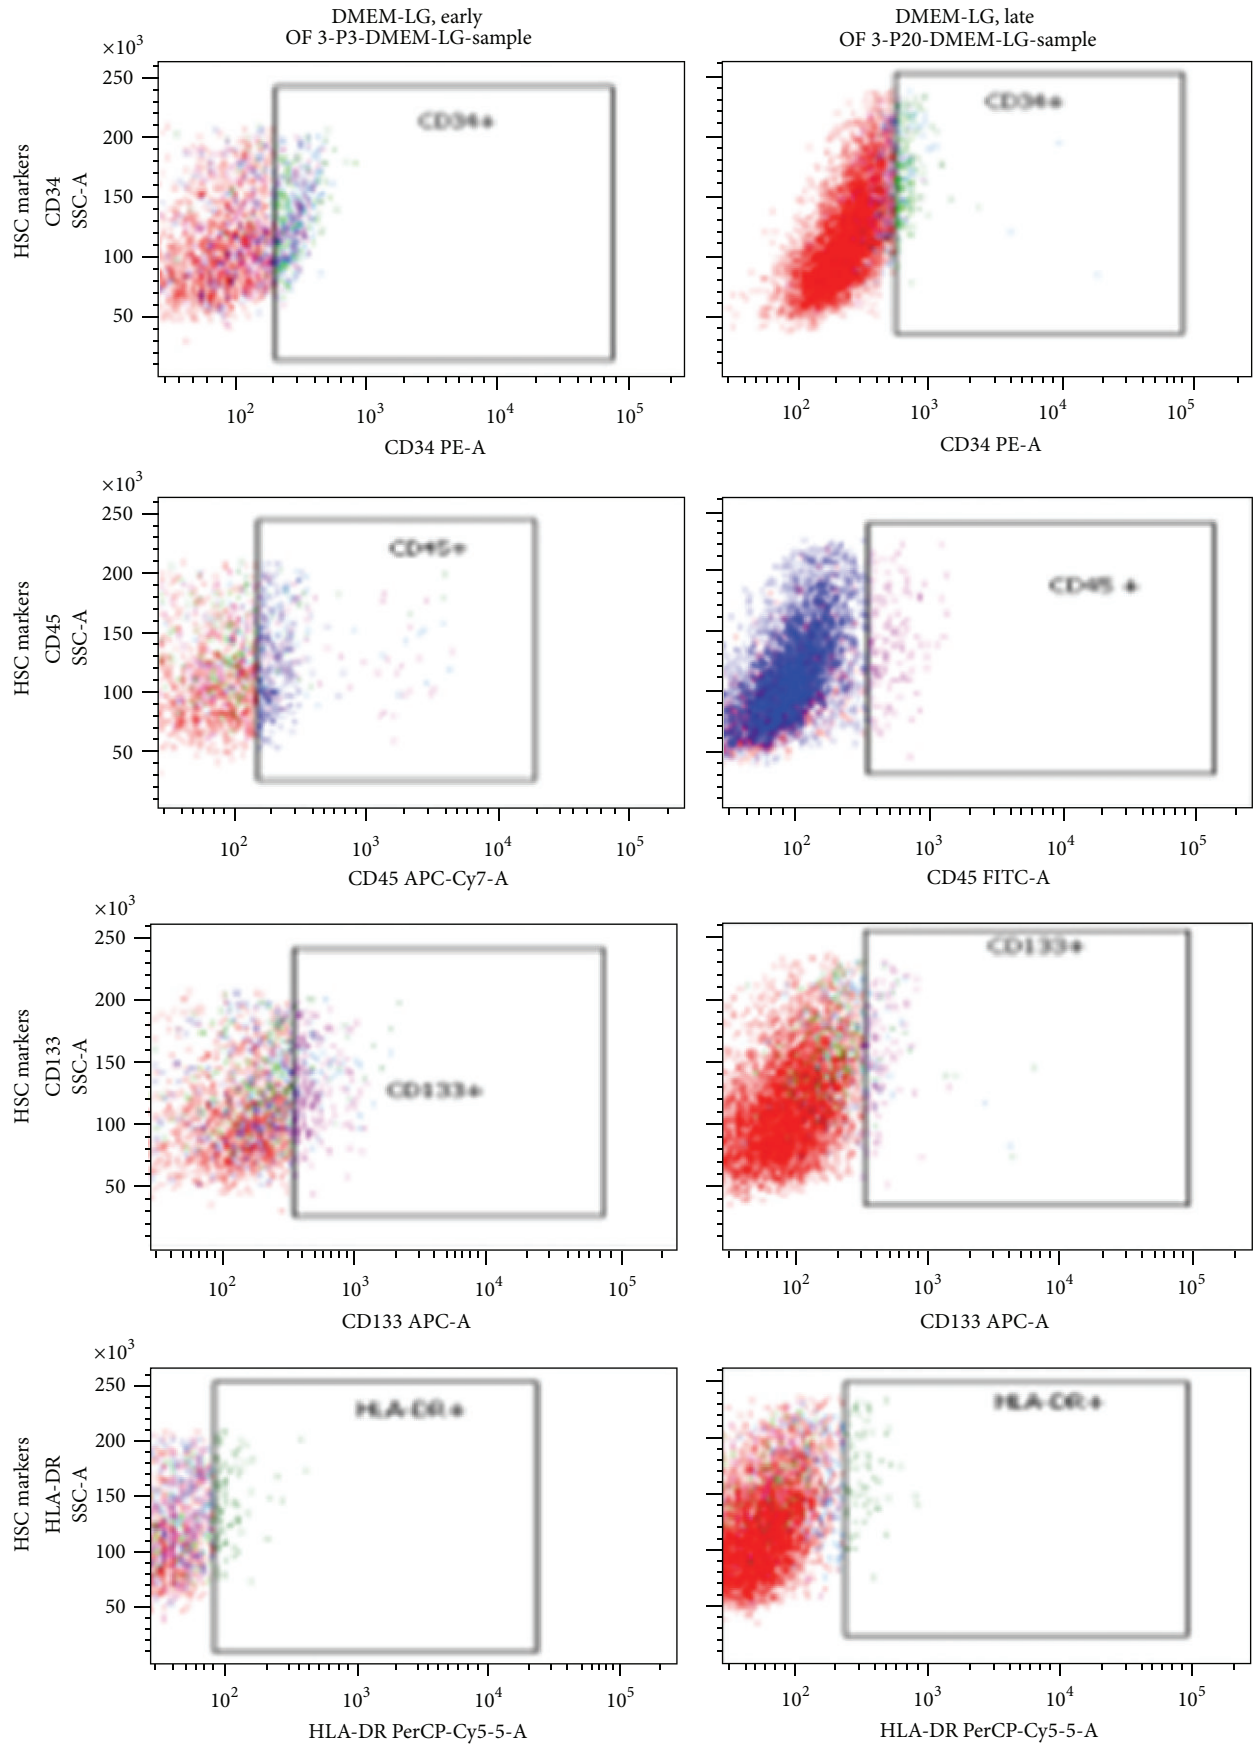 DMEM-LG, early
OF 3-P3-DMEM-LG-sample
DMEM-LG, late
OF 3-P20-DMEM-LG-sample
×10³
HSC markers
CD34
SSC-A
250
200
150
100
50
CD34+
CD34+
10² 10³ 10⁴ 10⁵
CD34 PE-A
10² 10³ 10⁴ 10⁵
CD34 PE-A
×10³
HSC markers
CD45
SSC-A
250
200
150
100
50
CD45+
CD45 +
10² 10³ 10⁴ 10⁵
CD45 APC-Cy7-A
10² 10³ 10⁴ 10⁵
CD45 FITC-A
×10³
HSC markers
CD133
SSC-A
250
200
150
100
50
CD133+
CD133+
10² 10³ 10⁴ 10⁵
CD133 APC-A
10² 10³ 10⁴ 10⁵
CD133 APC-A
×10³
HSC markers
HLA-DR
SSC-A
250
200
150
100
50
HLA-DR+
HLA-DR+
10² 10³ 10⁴ 10⁵
HLA-DR PerCP-Cy5-5-A
10² 10³ 10⁴ 10⁵
HLA-DR PerCP-Cy5-5-A